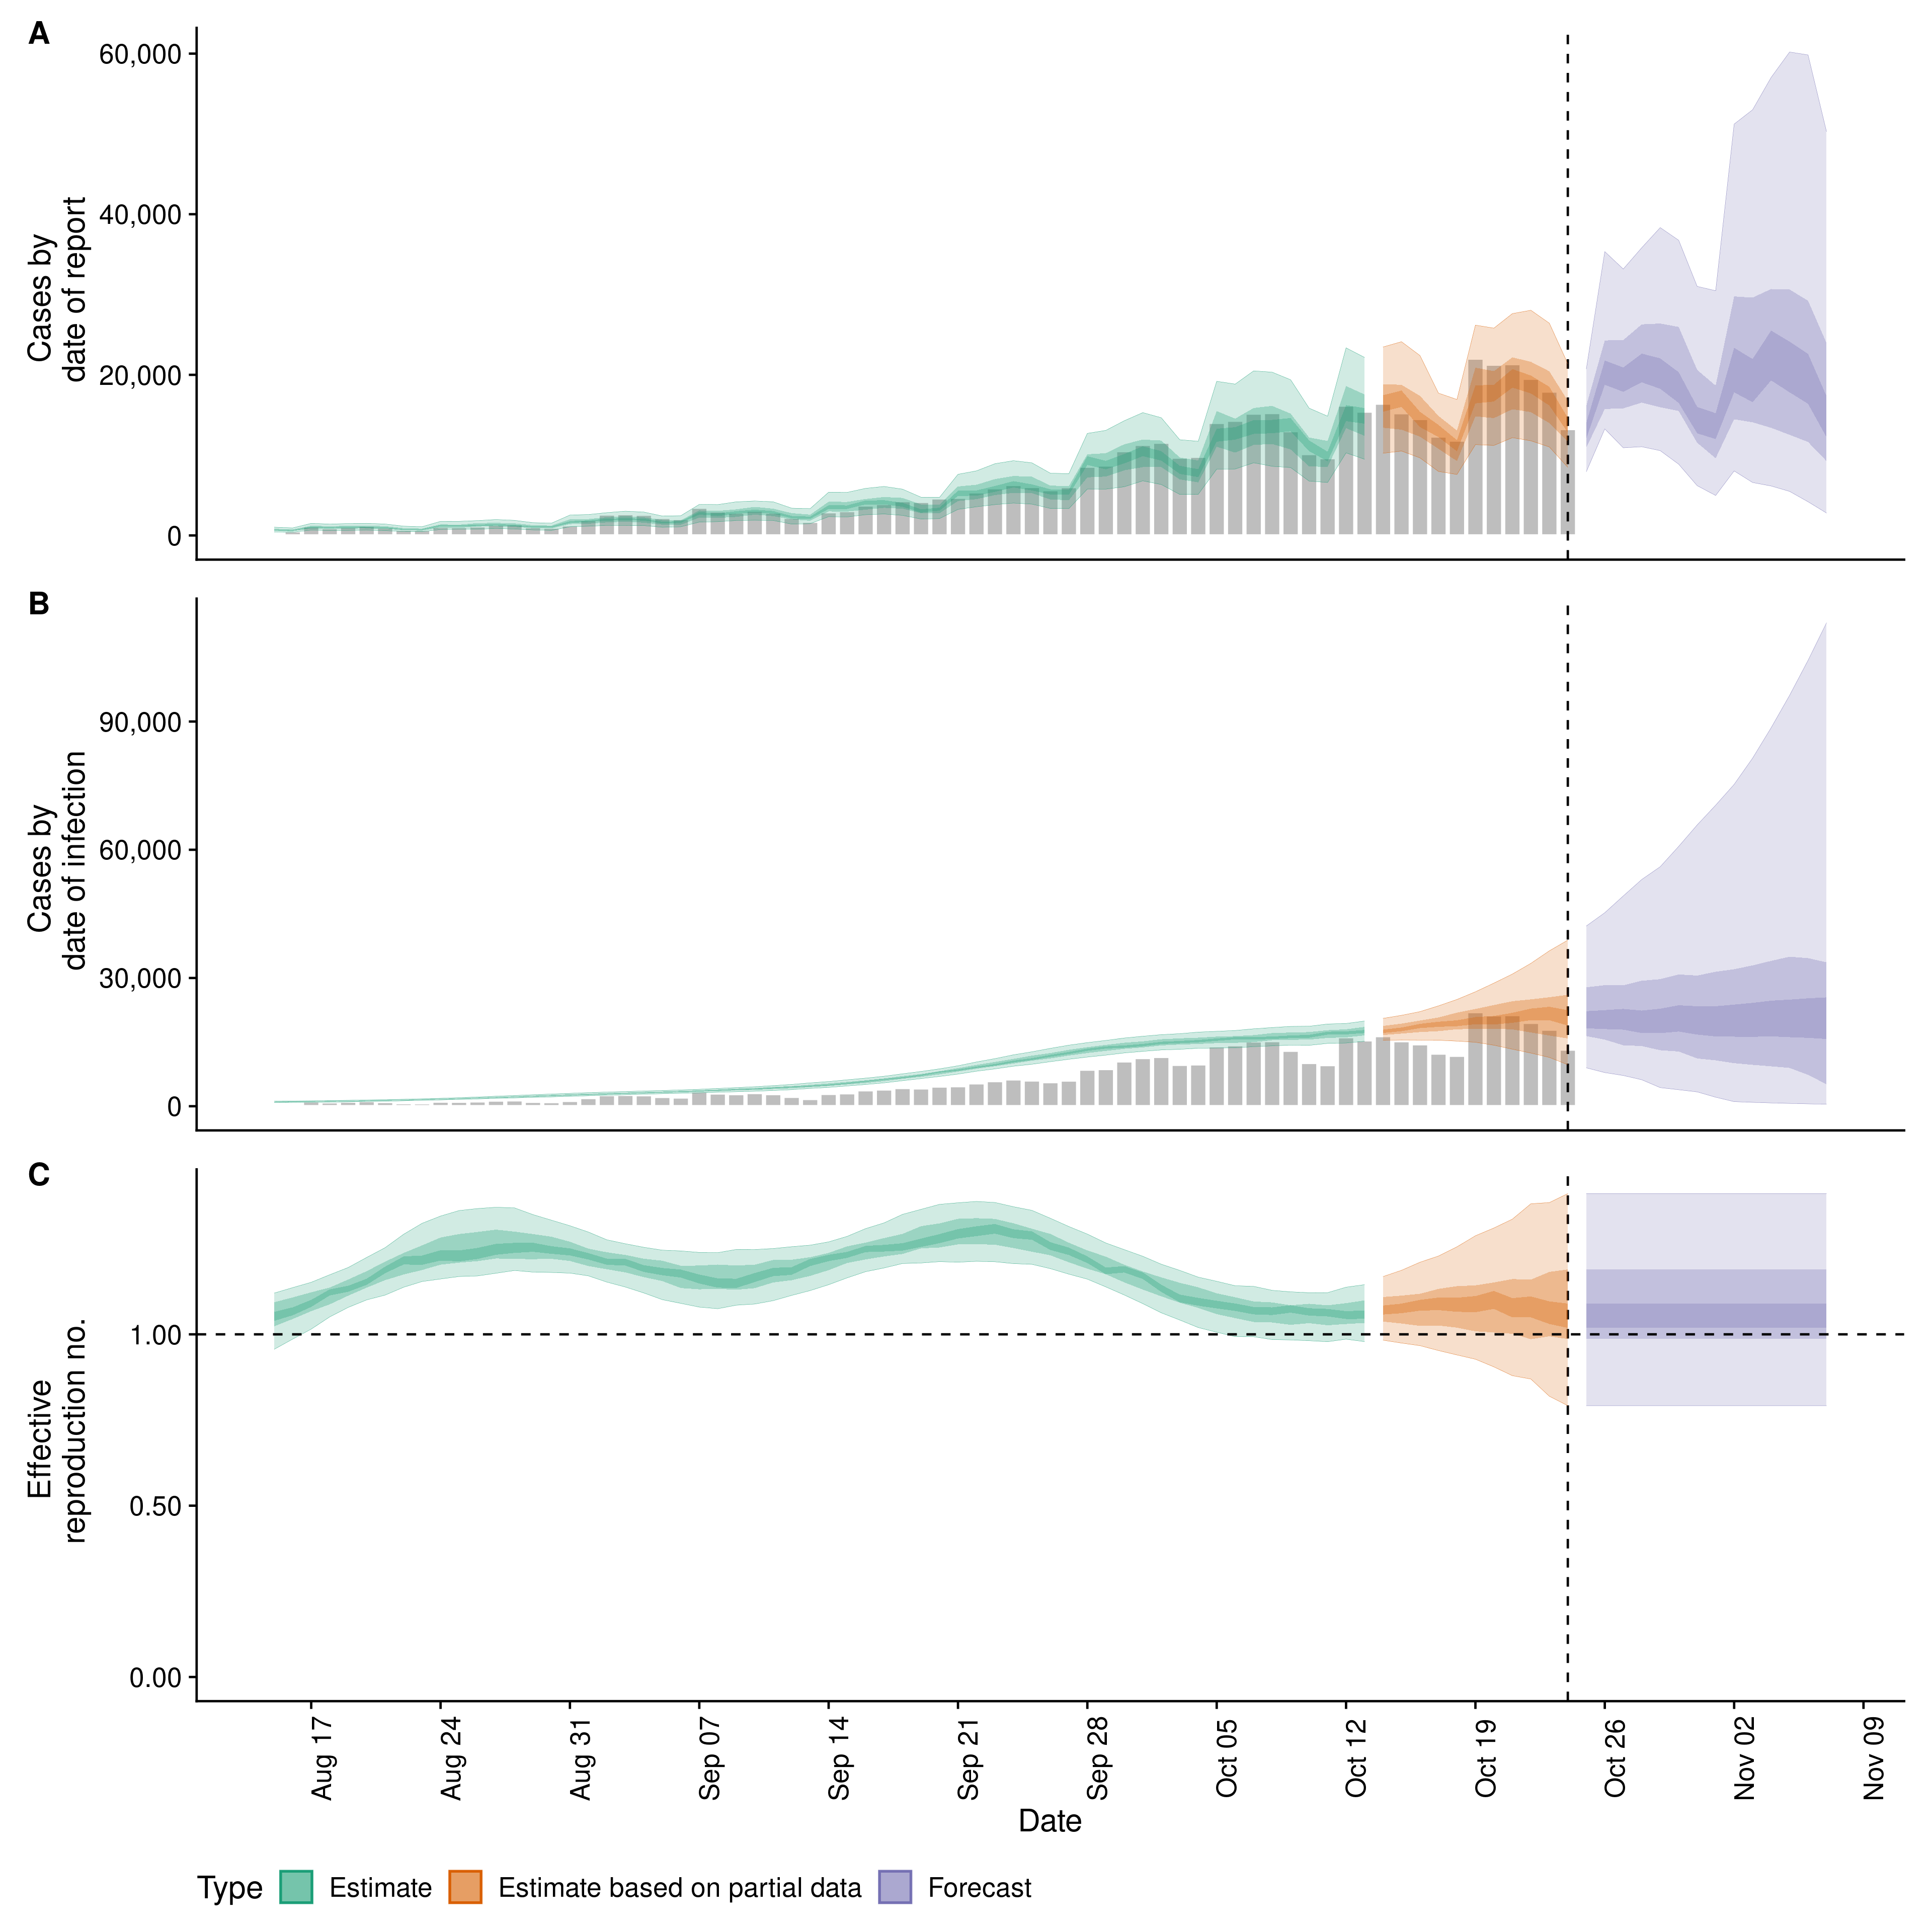 A
Cases by
date of report
60,000
40,000
20,000
0
B
Cases by
date of infection
90,000
60,000
30,000
0
C
Effective
reproduction no.
1.00
0.50
0.00
Aug 17
Aug 24
Aug 31
Sep 07
Sep 14
Sep 21
Sep 28
Oct 05
Oct 12
Oct 19
Oct 26
Nov 02
Nov 09
Date
Type Estimate Estimate based on partial data Forecast